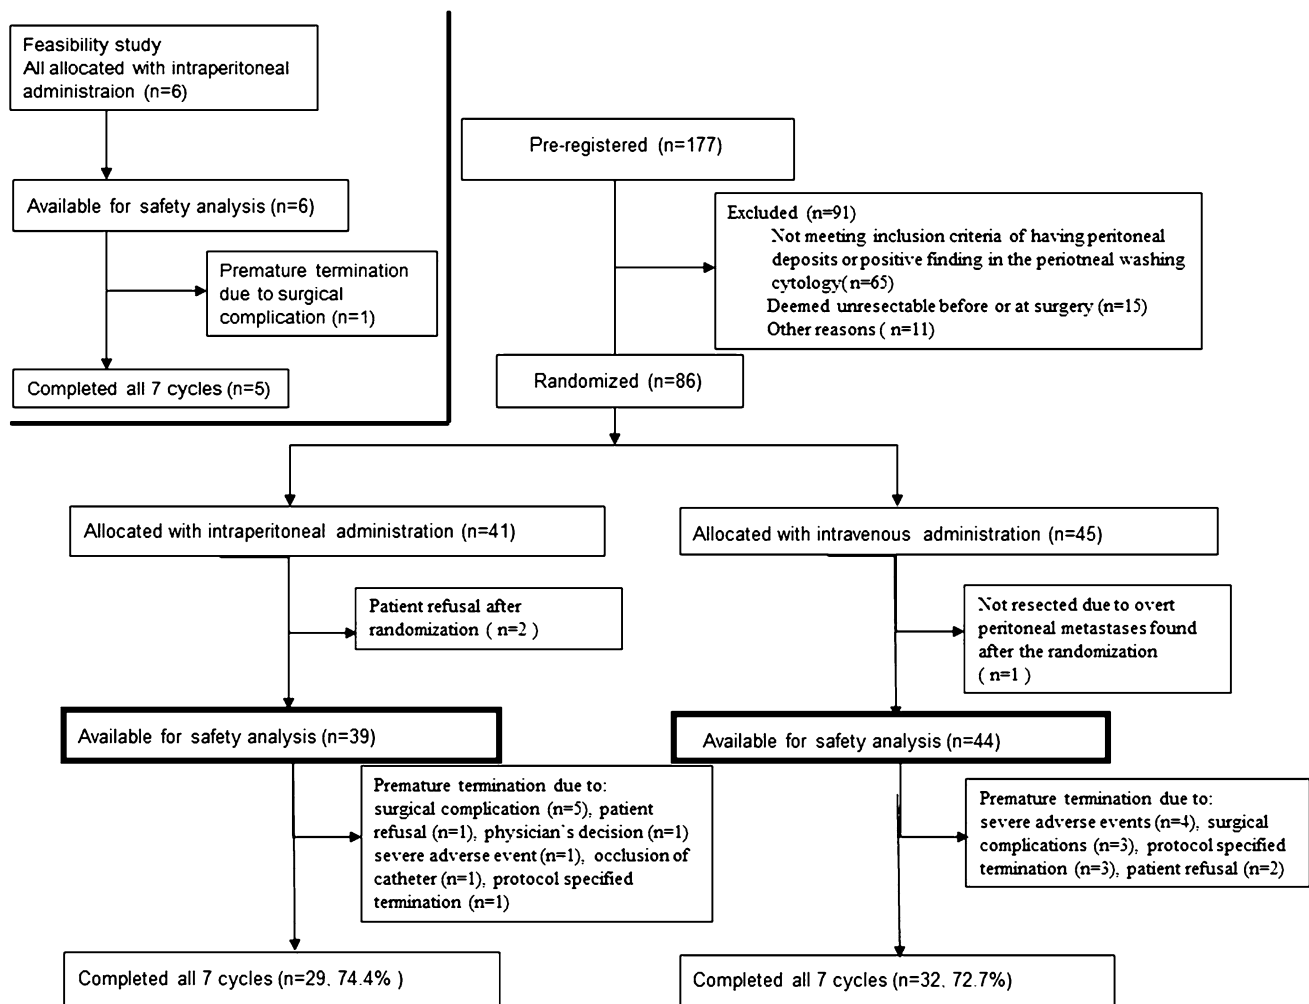 Feasibility study
All allocated with intraperitoneal
administraion (n=6)
Available for safety analysis (n=6)
Premature termination
due to surgical
complication (n=1)
Completed all 7 cycles (n=5)
Pre-registered (n=177)
Excluded (n=91)
Not meeting inclusion criteria of having peritoneal
deposits or positive finding in the periotneal washing
cytology( n=65)
Deemed unresectable before or at surgery (n=15)
Other reasons ( n=11)
Randomized (n=86)
Allocated with intraperitoneal administration (n=41)
Patient refusal after
randomization ( n=2 )
Available for safety analysis (n=39)
Premature termination due to:
surgical complication (n=5), patient
refusal (n=1), physician`s decision (n=1)
severe adverse event (n=1), occlusion of
catheter (n=1), protocol specified
termination (n=1)
Completed all 7 cycles (n=29, 74.4% )
Allocated with intravenous administration (n=45)
Not resected due to overt
peritoneal metastases found
after the randomization
( n=1 )
Available for safety analysis (n=44)
Premature termination due to:
severe adverse events (n=4), surgical
complications (n=3), protocol specified
termination (n=3), patient refusal (n=2)
Completed all 7 cycles (n=32, 72.7%)